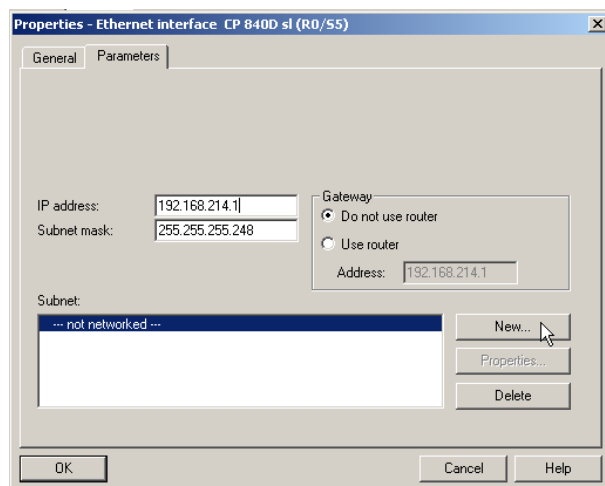 Properties - Ethernet interface CP 840D sl (R0/S5)
General Parameters
IP address: 192.168.214.1
Subnet mask: 255.255.255.248
Gateway
Do not use router
Use router
Address: 192.168.214.1
Subnet:
--- not networked ---
New...
Properties...
Delete
OK Cancel Help